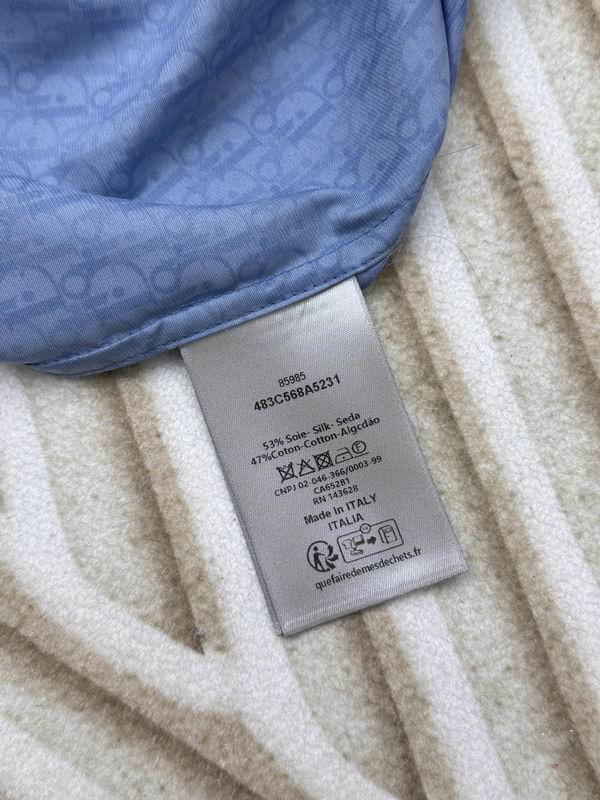 85985
483C568A5231
53% Soie- Silk- Seda
47%Coton-Cotton-Algcdão
CNPJ 02-046-366/0003-99
CA65281
RN 143628
Made in ITALY
ITALIA
quefairedemesdechets.fr